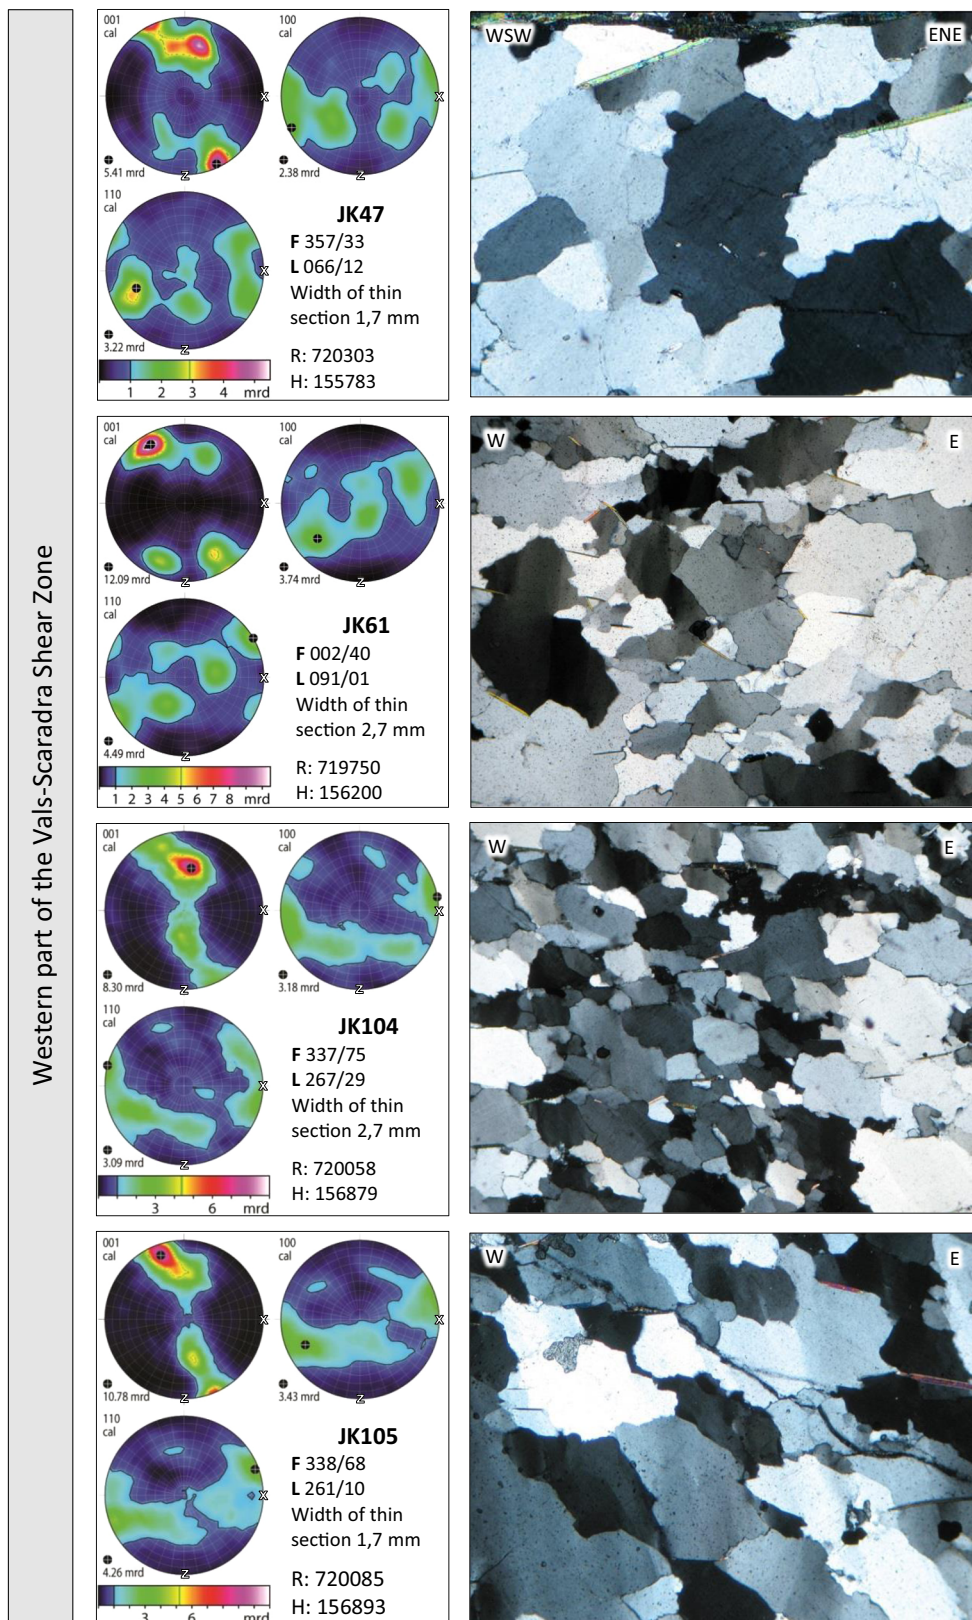 Western part of the Vals-Scaradra Shear Zone
001
cal
X
Z
5.41 mrd
100
cal
X
Z
2.38 mrd
110
cal
X
Z
3.22 mrd
1 2 3 4 mrd
JK47
F 357/33
L 066/12
Width of thin
section 1,7 mm
R: 720303
H: 155783
WSW
ENE
001
cal
X
Z
12.09 mrd
100
cal
X
Z
3.74 mrd
110
cal
X
Z
4.49 mrd
1 2 3 4 5 6 7 8 mrd
JK61
F 002/40
L 091/01
Width of thin
section 2,7 mm
R: 719750
H: 156200
W
E
001
cal
X
Z
8.30 mrd
100
cal
X
Z
3.18 mrd
110
cal
X
Z
3.09 mrd
3 6 mrd
JK104
F 337/75
L 267/29
Width of thin
section 2,7 mm
R: 720058
H: 156879
W
E
001
cal
X
Z
10.78 mrd
100
cal
X
Z
3.43 mrd
110
cal
X
Z
4.26 mrd
3 6 mrd
JK105
F 338/68
L 261/10
Width of thin
section 1,7 mm
R: 720085
H: 156893
W
E